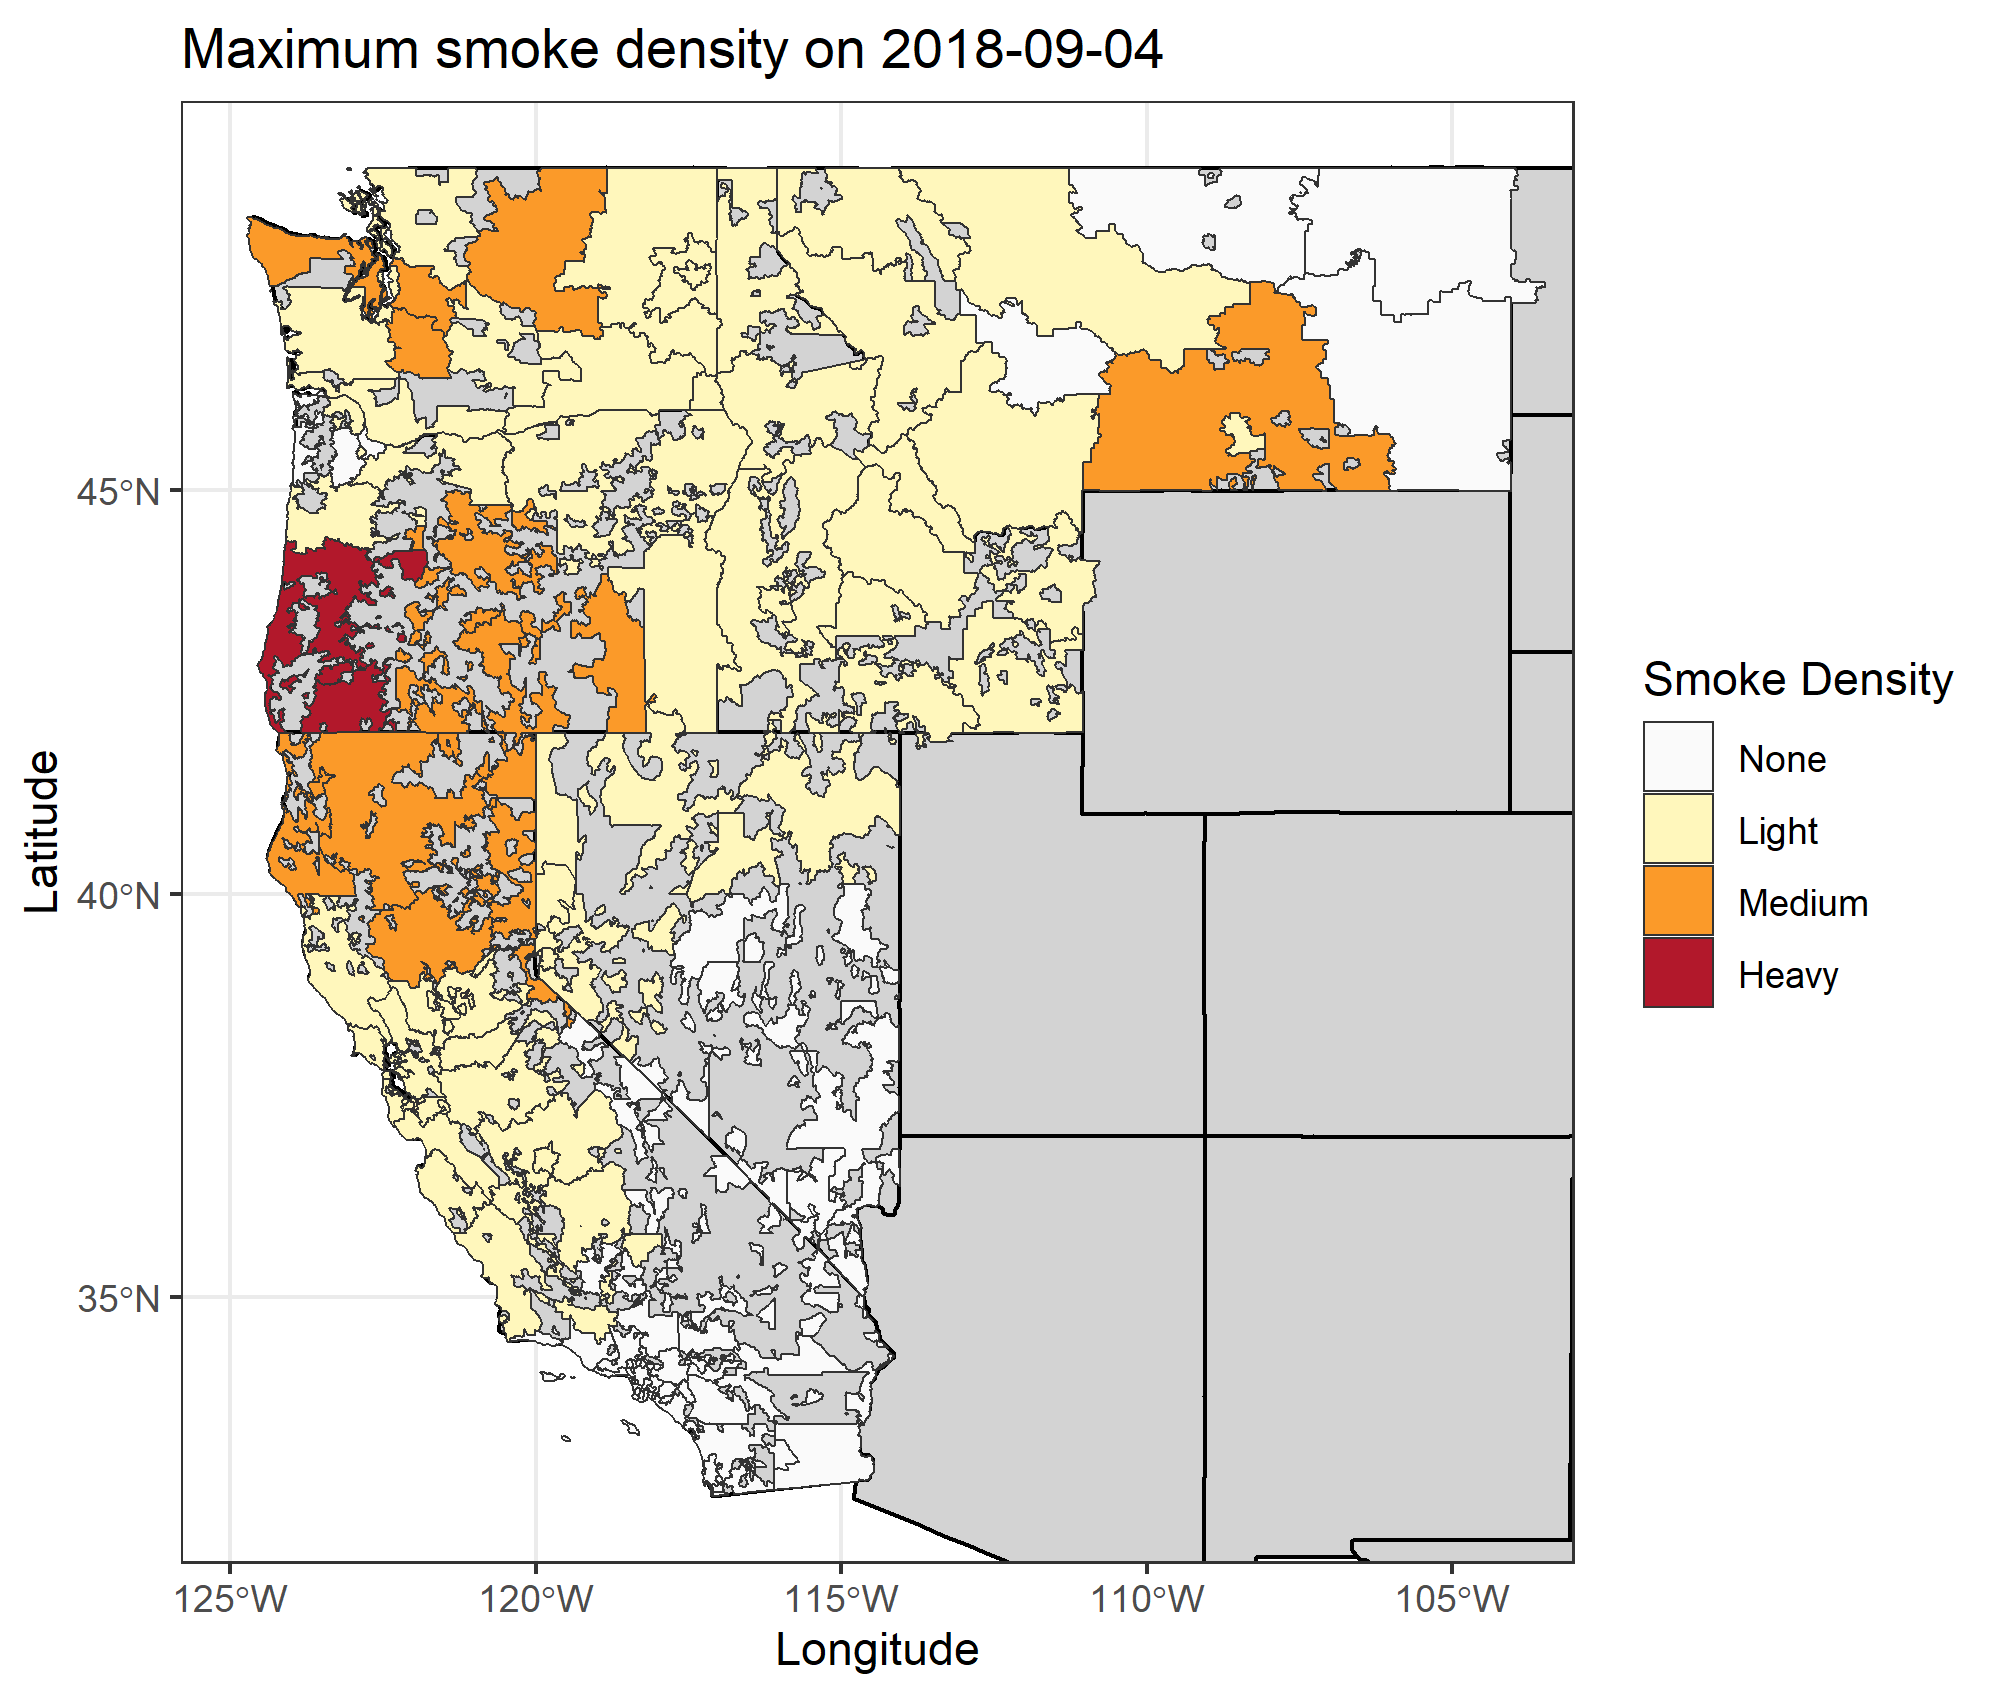 Maximum smoke density on 2018-09-04
45°N
40°N
35°N
Latitude
125°W
120°W
115°W
110°W
105°W
Longitude
Smoke Density
None
Light
Medium
Heavy